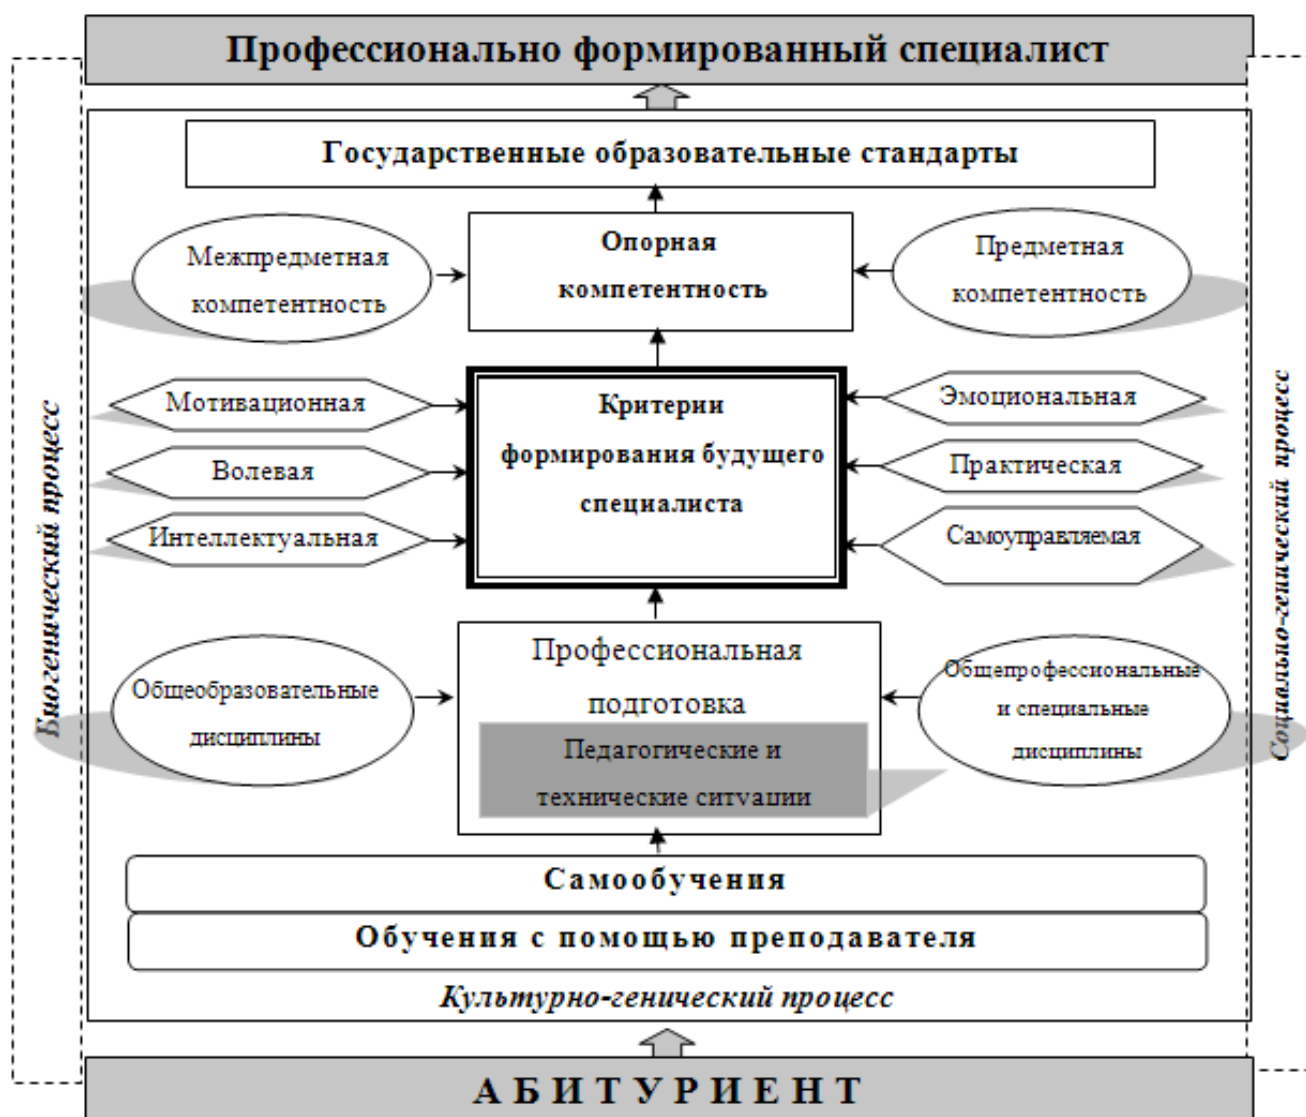 Профессионально формированный специалист
Государственные образовательные стандарты
Межпредметная
компетентность
Опорная
компетентность
Предметная
компетентность
Мотивационная
Волевая
Интеллектуальная
Критерии
формирования будущего
специалиста
Эмоциональная
Практическая
Самоуправляемая
Биогенический процесс
Социально-генический процесс
Общеобразовательные
дисциплины
Профессиональная
подготовка
Педагогические и
технические ситуации
Общепрофессиональные
и специальные
дисциплины
Самообучения
Обучения с помощью преподавателя
Культурно-генический процесс
АБИТУРИЕНТ